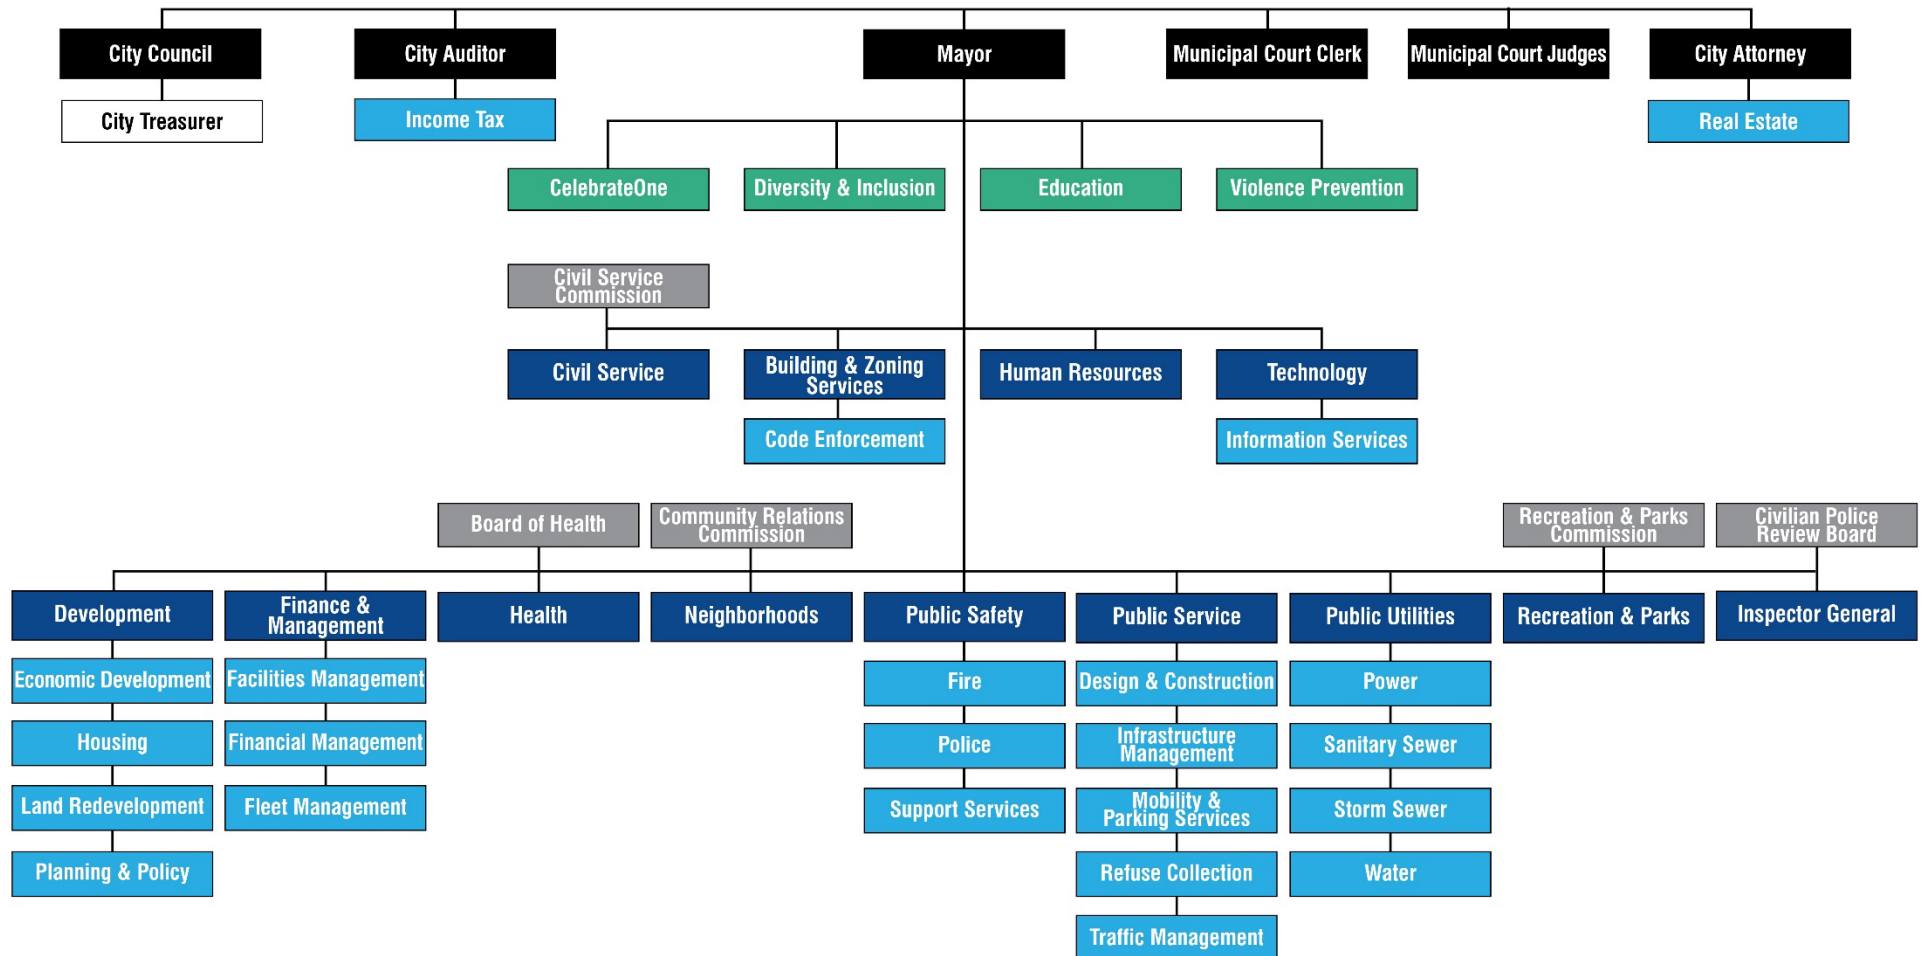 City Council
City Auditor
Mayor
Municipal Court Clerk
Municipal Court Judges
City Attorney
City Treasurer
Income Tax
Real Estate
CelebrateOne
Diversity & Inclusion
Education
Violence Prevention
Civil Service
Commission
Civil Service
Building & Zoning
Services
Human Resources
Technology
Code Enforcement
Information Services
Board of Health
Community Relations
Commission
Recreation & Parks
Commission
Civilian Police
Review Board
Development
Finance &
Management
Health
Neighborhoods
Public Safety
Public Service
Public Utilities
Recreation & Parks
Inspector General
Economic Development
Facilities Management
Fire
Design & Construction
Power
Housing
Financial Management
Police
Infrastructure
Management
Sanitary Sewer
Land Redevelopment
Fleet Management
Support Services
Mobility &
Parking Services
Storm Sewer
Planning & Policy
Refuse Collection
Water
Traffic Management